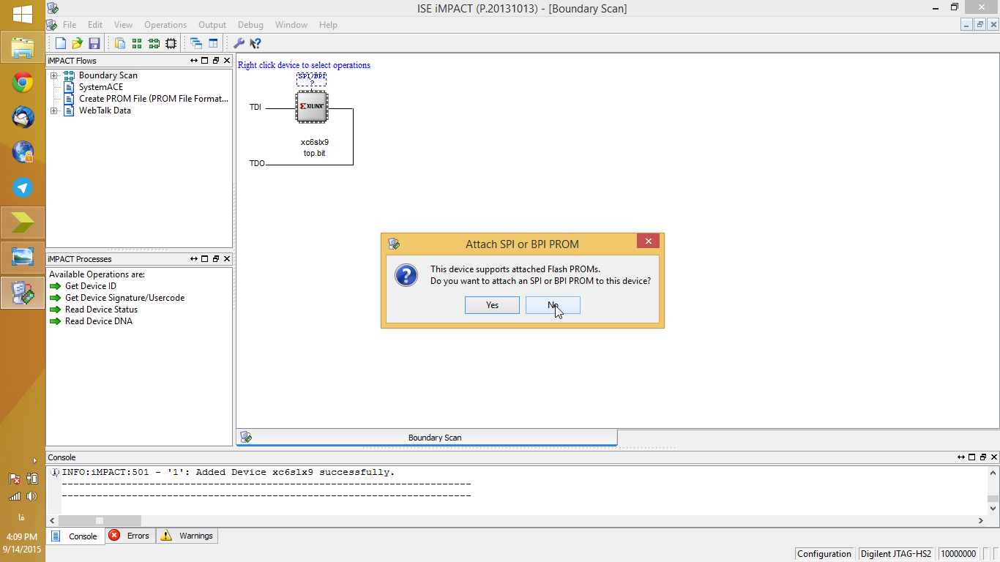 ISE iMPACT (P.20131013) - [Boundary Scan]
File Edit View Operations Output Debug Window Help
iMPACT Flows
Boundary Scan
SystemACE
Create PROM File (PROM File Format...
WebTalk Data
Right click device to select operations
SPI/BPI
?
TDI
XILINX
xc6slx9
top.bit
TDO
Attach SPI or BPI PROM
This device supports attached Flash PROMs.
Do you want to attach an SPI or BPI PROM to this device?
Yes No
iMPACT Processes
Available Operations are:
Get Device ID
Get Device Signature/Usercode
Read Device Status
Read Device DNA
Boundary Scan
Console
INFO:iMPACT:501 - '1': Added Device xc6slx9 successfully.
----------------------------------------------------------------------
----------------------------------------------------------------------
Console Errors Warnings
Configuration Digilent JTAG-HS2 10000000
فا
4:09 PM
9/14/2015